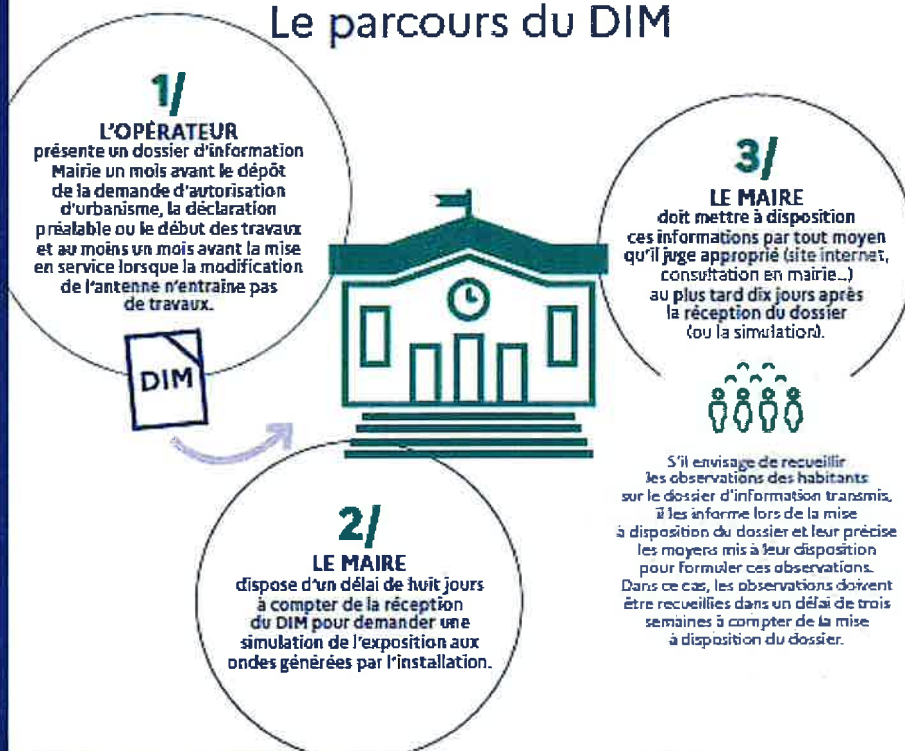 Le parcours du DIM
1/
L'OPÉRATEUR
présente un dossier d'information
Mairie un mois avant le dépôt
de la demande d'autorisation
d'urbanisme, la déclaration
préalable ou le début des travaux
et au moins un mois avant la mise
en service lorsque la modification
de l'antenne n'entraîne pas
de travaux.
DIM
2/
LE MAIRE
dispose d'un délai de huit jours
à compter de la réception
du DIM pour demander une
simulation de l'exposition aux
ondes générées par l'installation.
3/
LE MAIRE
doit mettre à disposition
ces informations par tout moyen
qu'il juge approprié (site internet,
consultation en mairie...)
au plus tard dix jours après
la réception du dossier
(ou la simulation).
S'il envisage de recueillir
les observations des habitants
sur le dossier d'information transmis,
il les informe lors de la mise
à disposition du dossier et leur précise
les moyens mis à leur disposition
pour formuler ces observations.
Dans ce cas, les observations doivent
être recueillies dans un délai de trois
semaines à compter de la mise
à disposition du dossier.